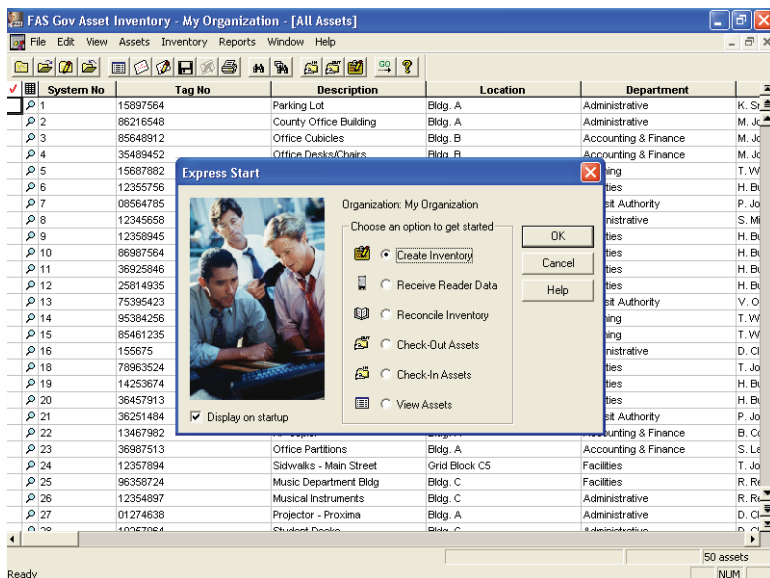 FAS Gov Asset Inventory - My Organization - [All Assets]
File Edit View Assets Inventory Reports Window Help
System No Tag No Description Location Department
1 15897564 Parking Lot Bldg. A Administrative
2 86216548 County Office Building Bldg. A Administrative
3 85648912 Office Cubicles Bldg. B Accounting & Finance
4 35489452 Office Desks/Chairs Bldg. B Accounting & Finance
5 15687882
6 12355756
7 08564785
8 12345658
9 12358945
10 86987564
11 36925846
12 25814935
13 75395423
14 95384256
15 85461235
16 155675
18 78963524
19 14253674
20 36457913
21 36251484
22 13467982
23 36987513 Office Partitions Bldg. A Accounting & Finance
24 12357894 Sidwalks - Main Street Grid Block C5 Facilities
25 96358724 Music Department Bldg Bldg. C Facilities
26 12354897 Musical Instruments Bldg. C Administrative
27 01274638 Projector - Proxima Bldg. A Administrative
Express Start
Organization: My Organization
Choose an option to get started
Create Inventory
Receive Reader Data
Reconcile Inventory
Check-Out Assets
Check-In Assets
View Assets
OK
Cancel
Help
Display on startup
50 assets
Ready NUM